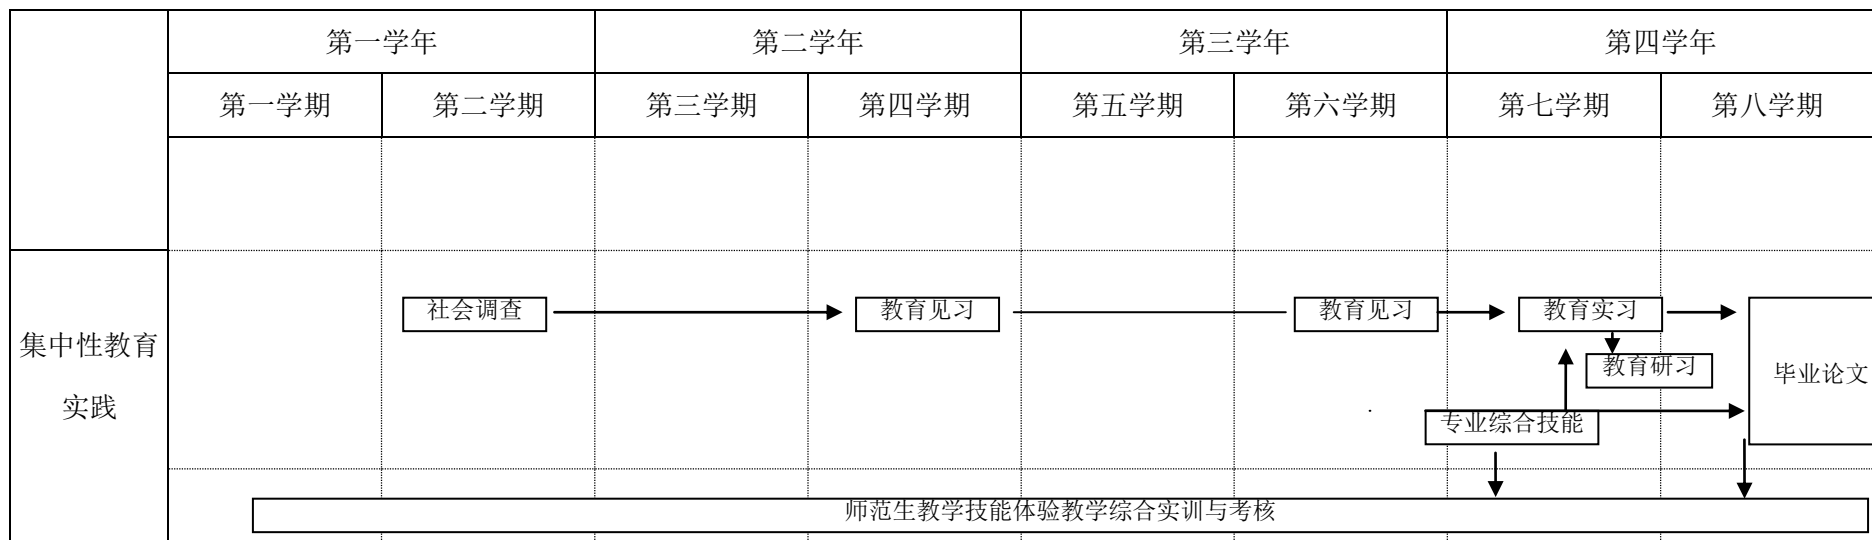 第一学年 第二学年 第三学年 第四学年
第一学期 第二学期 第三学期 第四学期 第五学期 第六学期 第七学期 第八学期
社会调查 教育见习 教育见习 教育实习
集中性教育
实践
教育研习
毕业论文
专业综合技能
师范生教学技能体验教学综合实训与考核